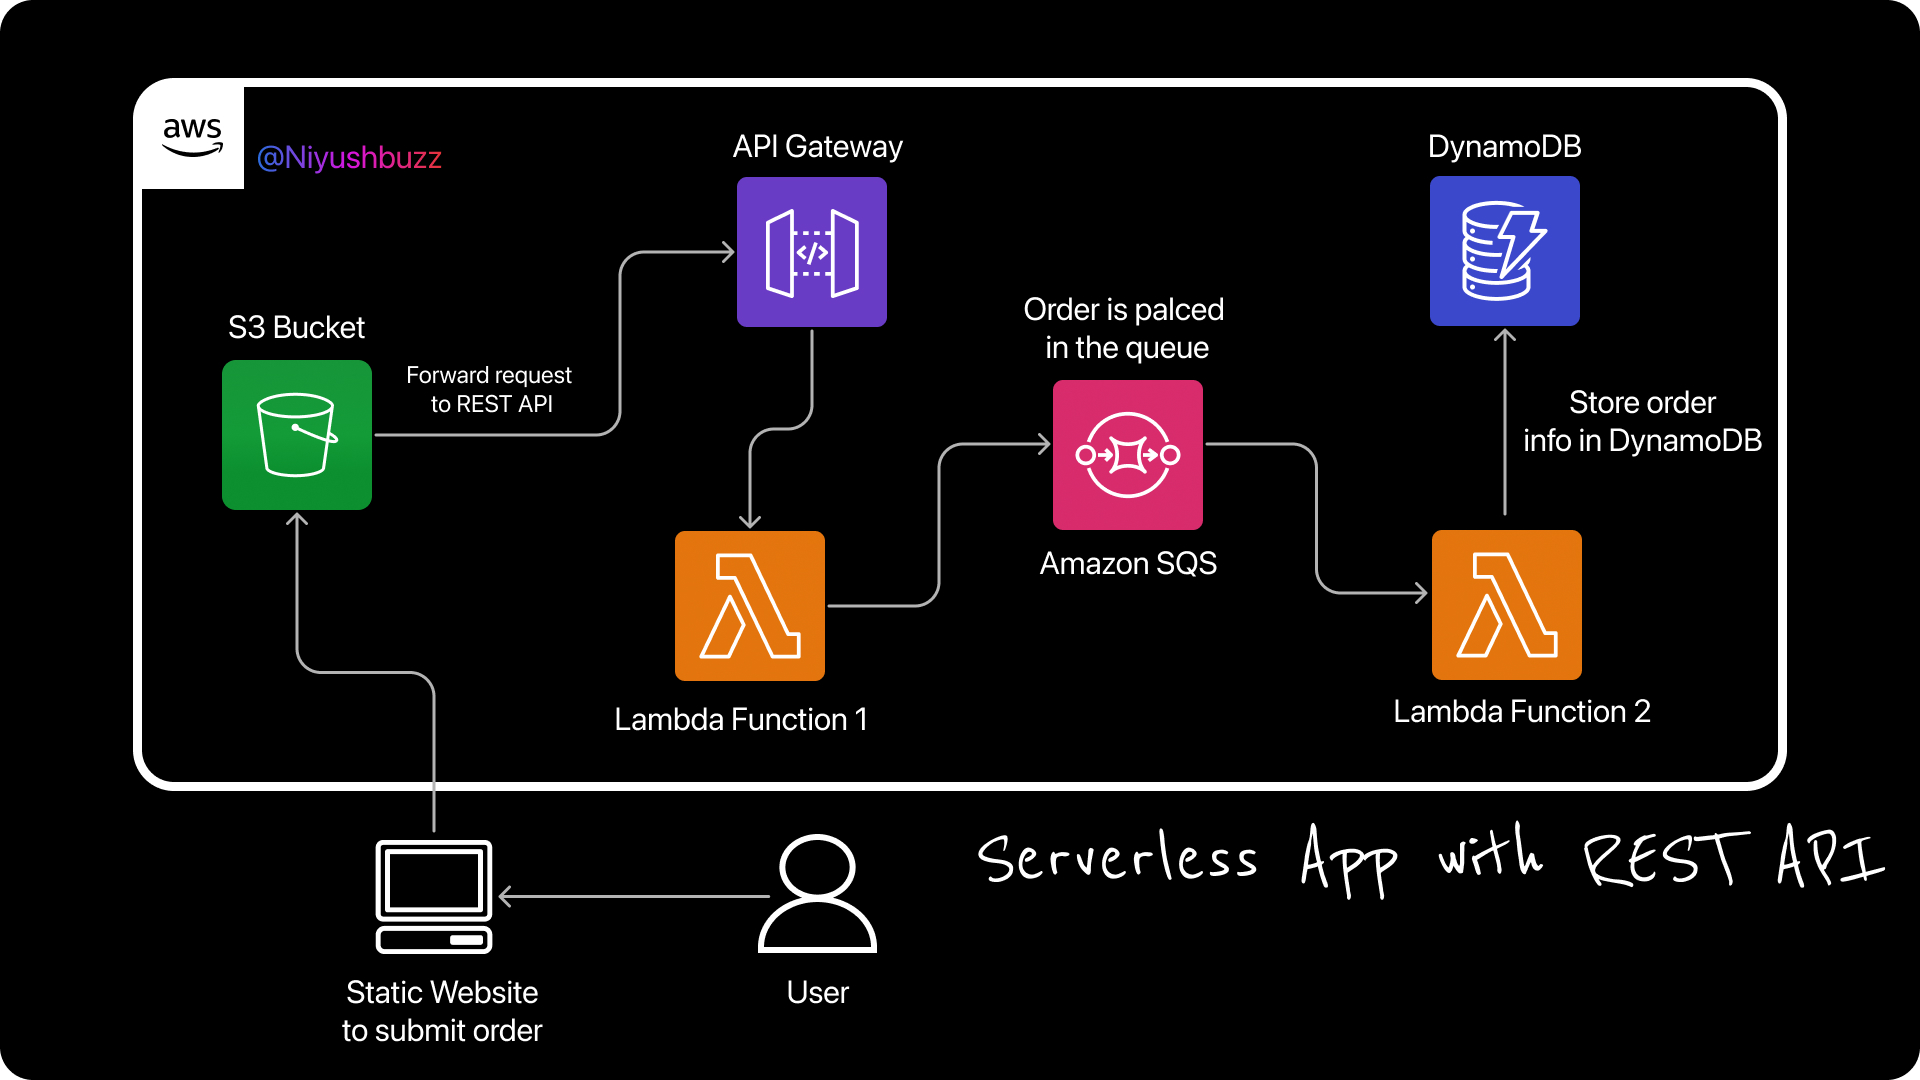 aws
@Niyushbuzz
API Gateway
DynamoDB
S3 Bucket
Forward request
to REST API
Order is palced
in the queue
Amazon SQS
Store order
info in DynamoDB
Lambda Function 1
Lambda Function 2
Serverless App with REST API
Static Website
to submit order
User